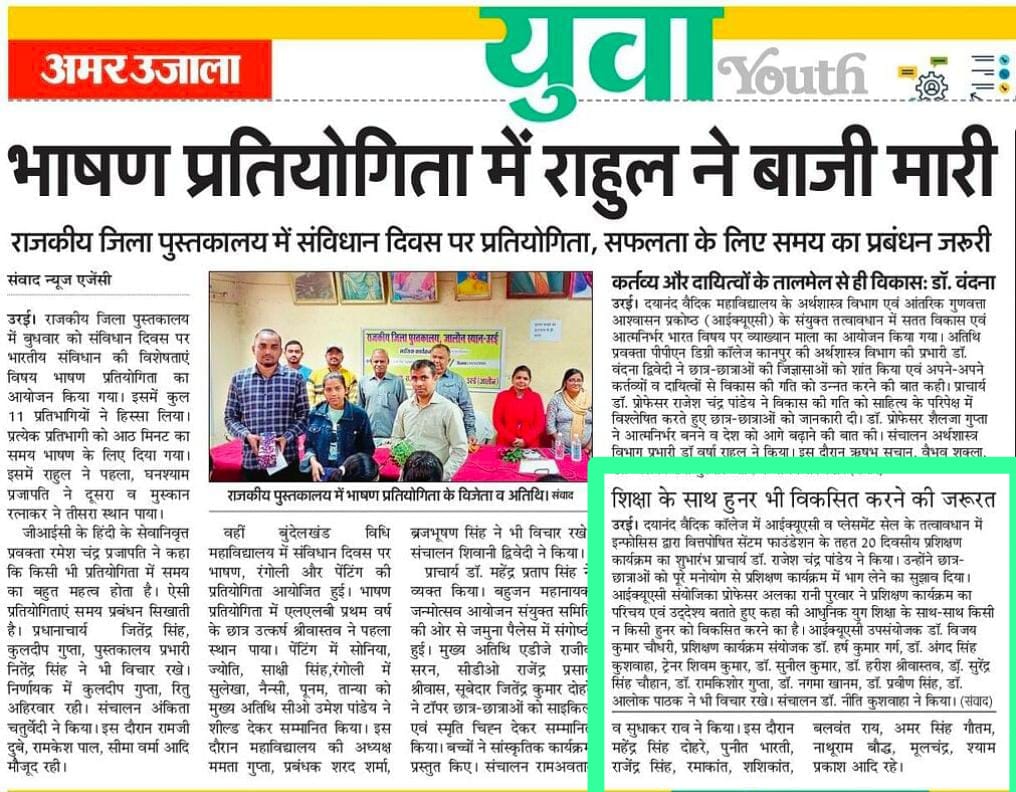 अमर उजाला
युवा
Youth
भाषण प्रतियोगिता में राहुल ने बाजी मारी
राजकीय जिला पुस्तकालय में संविधान दिवस पर प्रतियोगिता, सफलता के लिए समय का प्रबंधन जरूरी
संवाद न्यूज एजेंसी
उरई। राजकीय जिला पुस्तकालय
में बुधवार को संविधान दिवस पर
भारतीय संविधान की विशेषताएं
विषय भाषण प्रतियोगिता का
आयोजन किया गया। इसमें कुल
11 प्रतिभागियों ने हिस्सा लिया।
प्रत्येक प्रतिभागी को आठ मिनट का
समय भाषण के लिए दिया गया।
इसमें राहुल ने पहला, घनश्याम
प्रजापति ने दूसरा व मुस्कान
रत्नाकर ने तीसरा स्थान पाया।
जीआईसी के हिंदी के सेवानिवृत्त
प्रवक्ता रमेश चंद्र प्रजापति ने कहा
कि किसी भी प्रतियोगिता में समय
का बहुत महत्व होता है। ऐसी
प्रतियोगिताएं समय प्रबंधन सिखाती
है। प्रधानाचार्य जितेंद्र सिंह,
कुलदीप गुप्ता, पुस्तकालय प्रभारी
नितेंद्र सिंह ने भी विचार रखे।
निर्णायक में कुलदीप गुप्ता, रितु
अहिरवार रही। संचालन अंकिता
चतुर्वेदी ने किया। इस दौरान रामजी
दुबे, रामकेश पाल, सीमा वर्मा आदि
मौजूद रही।
राजकीय जिला पुस्तकालय, जालौन स्थान-उरई
राजकीय पुस्तकालय में भाषण प्रतियोगिता के विजेता व अतिथि। संवाद
वहीं बुंदेलखंड विधि
महाविद्यालय में संविधान दिवस पर
भाषण, रंगोली और पेंटिंग की
प्रतियोगिता आयोजित हुई। भाषण
प्रतियोगिता में एलएलबी प्रथम वर्ष
के छात्र उत्कर्ष श्रीवास्तव ने पहला
स्थान पाया। पेंटिंग में सोनिया,
ज्योति, साक्षी सिंह,रंगोली में
सुलेखा, नैन्सी, पूनम, तान्या को
मुख्य अतिथि सीओ उमेश पांडेय ने
शील्ड देकर सम्मानित किया। इस
दौरान महाविद्यालय की अध्यक्ष
ममता गुप्ता, प्रबंधक शरद शर्मा,
ब्रजभूषण सिंह ने भी विचार रखे
संचालन शिवानी द्विवेदी ने किया।
प्राचार्य डॉ. महेंद्र प्रताप सिंह
व्यक्त किया। बहुजन महानायक
जन्मोत्सव आयोजन संयुक्त समिति
की ओर से जमुना पैलेस में संगोष्ठी
हुई। मुख्य अतिथि एडीजे राजीव
सरन, सीडीओ राजेंद्र प्रसाद
श्रीवास, सूबेदार जितेंद्र कुमार दोहरे
ने टॉपर छात्र-छात्राओं को साइकिल
एवं स्मृति चिह्न देकर सम्मानित
किया। बच्चों ने सांस्कृतिक कार्यक्रम
प्रस्तुत किए। संचालन रामअवतार
कर्तव्य और दायित्वों के तालमेल से ही विकास: डॉ. वंदना
उरई। दयानंद वैदिक महाविद्यालय के अर्थशास्त्र विभाग एवं आंतरिक गुणवत्ता
आश्वासन प्रकोष्ठ (आईक्यूएसी) के संयुक्त तत्वावधान में सतत विकास एवं
आत्मनिर्भर भारत विषय पर व्याख्यान माला का आयोजन किया गया। अतिथि
प्रवक्ता पीपीएन डिग्री कॉलेज कानपुर की अर्थशास्त्र विभाग की प्रभारी डॉ.
वंदना द्विवेदी ने छात्र-छात्राओं की जिज्ञासाओं को शांत किया एवं अपने-अपने
कर्तव्यों व दायित्वों से विकास की गति को उन्नत करने की बात कही। प्राचार्य
डॉ. प्रोफेसर राजेश चंद्र पांडेय ने विकास की गति को साहित्य के परिपेक्ष में
विश्लेषित करते हुए छात्र-छात्राओं को जानकारी दी। डॉ. प्रोफेसर शैलजा गुप्ता
ने आत्मनिर्भर बनने व देश को आगे बढ़ाने की बात की। संचालन अर्थशास्त्र
विभाग प्रभारी डॉ वर्षा राहुल ने किया। इस दौरान ऋषभ सचान, वैभव शुक्ला,
शिक्षा के साथ हुनर भी विकसित करने की जरूरत
उरई। दयानंद वैदिक कॉलेज में आईक्यूएसी व प्लेसमेंट सेल के तत्वावधान में
इन्फोसिस द्वारा वित्तपोषित सेंटम फाउंडेशन के तहत 20 दिवसीय प्रशिक्षण
कार्यक्रम का शुभारंभ प्राचार्य डॉ. राजेश चंद्र पांडेय ने किया। उन्होंने छात्र-
छात्राओं को पूरे मनोयोग से प्रशिक्षण कार्यक्रम में भाग लेने का सुझाव दिया।
आईक्यूएसी संयोजिका प्रोफेसर अलका रानी पुरवार ने प्रशिक्षण कार्यक्रम का
परिचय एवं उद्देश्य बताते हुए कहा की आधुनिक युग शिक्षा के साथ-साथ किसी
न किसी हुनर को विकसित करने का है। आईक्यूएसी उपसंयोजक डॉ. विजय
कुमार चौधरी, प्रशिक्षण कार्यक्रम संयोजक डॉ. हर्ष कुमार गर्ग, डॉ. अंगद सिंह
कुशवाहा, ट्रेनर शिवम कुमार, डॉ. सुनील कुमार, डॉ. हरीश श्रीवास्तव, डॉ. सुरेंद्र
सिंह चौहान, डॉ. रामकिशोर गुप्ता, डॉ. नगमा खानम, डॉ. प्रवीण सिंह, डॉ.
आलोक पाठक ने भी विचार रखे। संचालन डॉ. नीति कुशवाहा ने किया। (संवाद)
व सुधाकर राव ने किया। इस दौरान
महेंद्र सिंह दोहरे, पुनीत भारती,
राजेंद्र सिंह, रमाकांत, शशिकांत,
बलवंत राय, अमर सिंह गौतम,
नाथूराम बौद्ध, मूलचंद्र, श्याम
प्रकाश आदि रहे।